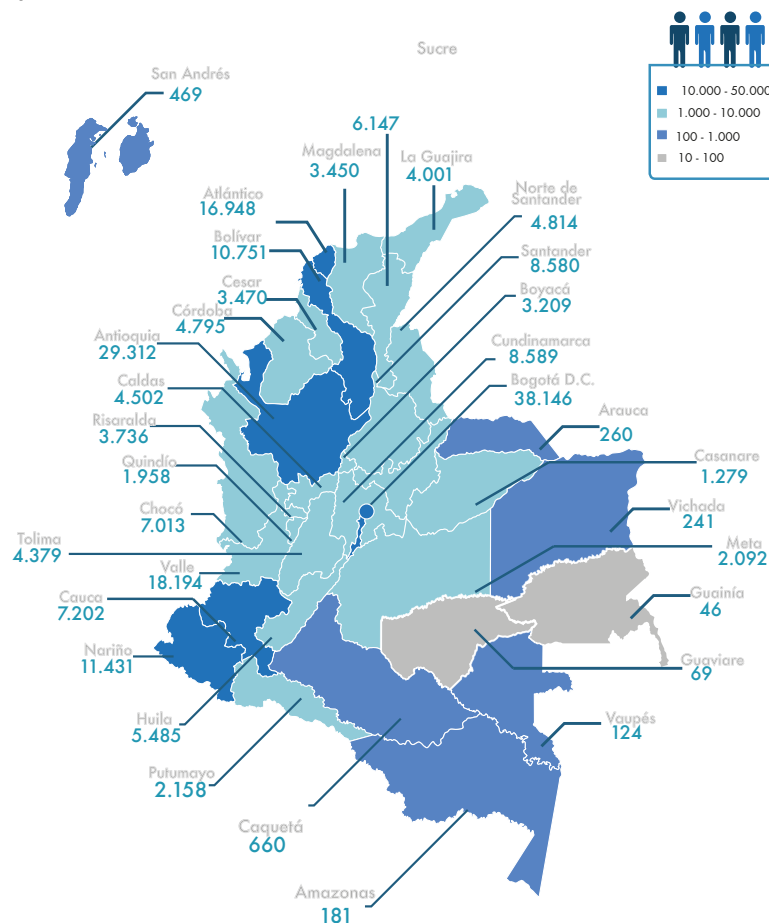 Sucre
San Andrés
469
10.000 - 50.000
1.000 - 10.000
100 - 1.000
10 - 100
6.147
Magdalena
3.450
La Guajira
4.001
Norte de
Santander
4.814
Atlántico
16.948
Bolívar
10.751
Santander
8.580
Cesar
3.470
Boyacá
3.209
Córdoba
4.795
Antioquia
29.312
Cundinamarca
8.589
Caldas
4.502
Bogotá D.C.
38.146
Risaralda
3.736
Arauca
260
Quindío
1.958
Casanare
1.279
Chocó
7.013
Vichada
241
Tolima
4.379
Meta
2.092
Valle
18.194
Cauca
7.202
Guainía
46
Nariño
11.431
Guaviare
69
Huila
5.485
Vaupés
124
Putumayo
2.158
Caquetá
660
Amazonas
181